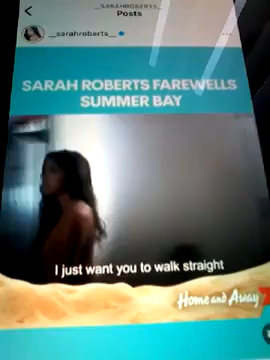 _SARAHROBERTS_
Posts
__sarahroberts__
SARAH ROBERTS FAREWELLS
SUMMER BAY
I just want you to walk straight
Home and Away